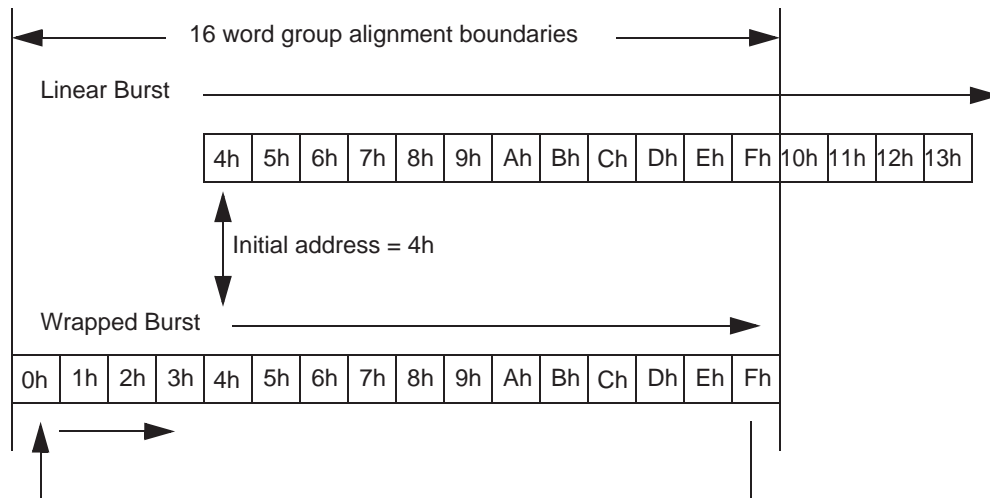 16 word group alignment boundaries
Linear Burst
4h 5h 6h 7h 8h 9h Ah Bh Ch Dh Eh Fh 10h 11h 12h 13h
Initial address = 4h
Wrapped Burst
0h 1h 2h 3h 4h 5h 6h 7h 8h 9h Ah Bh Ch Dh Eh Fh